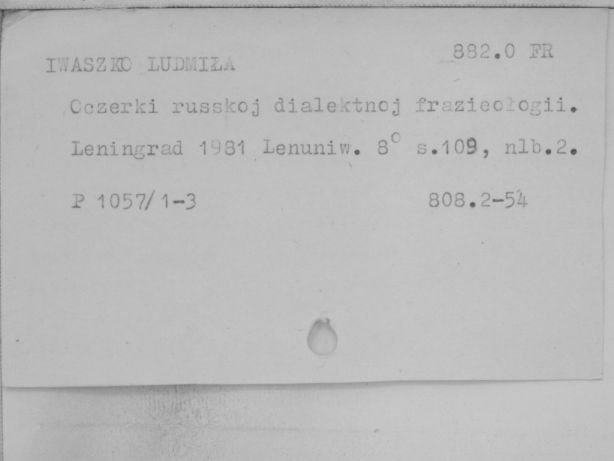 IWASZKO LUDMIŁA 882.0 FR
Oczerki russkoj dialektnoj frazieołogii.
Leningrad 1981 Lenuniw. 8° s.109, nlb.2.
P 1057/1-3 808.2-54